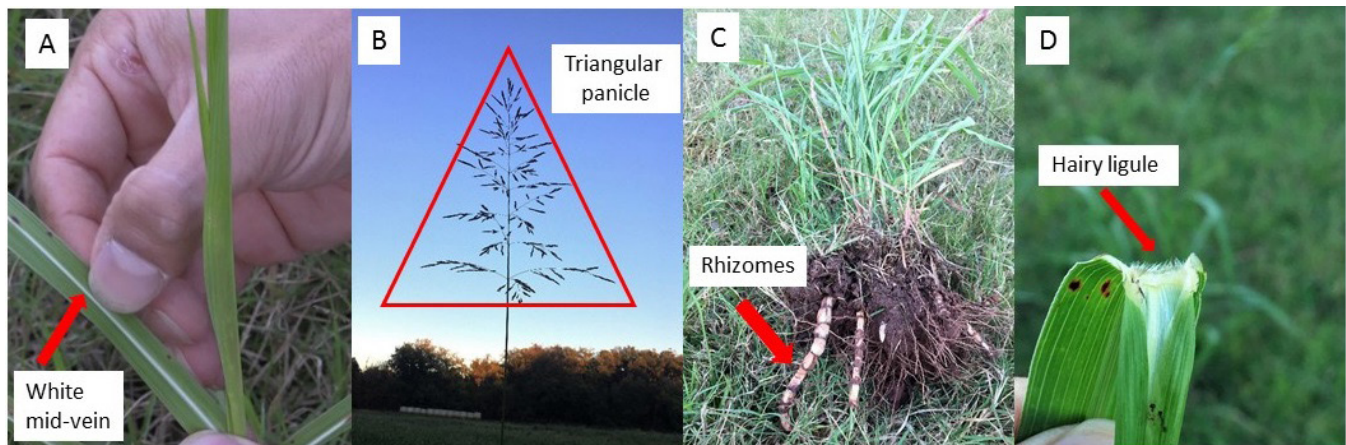 A
White
mid-vein
B
Triangular
panicle
C
Rhizomes
D
Hairy ligule